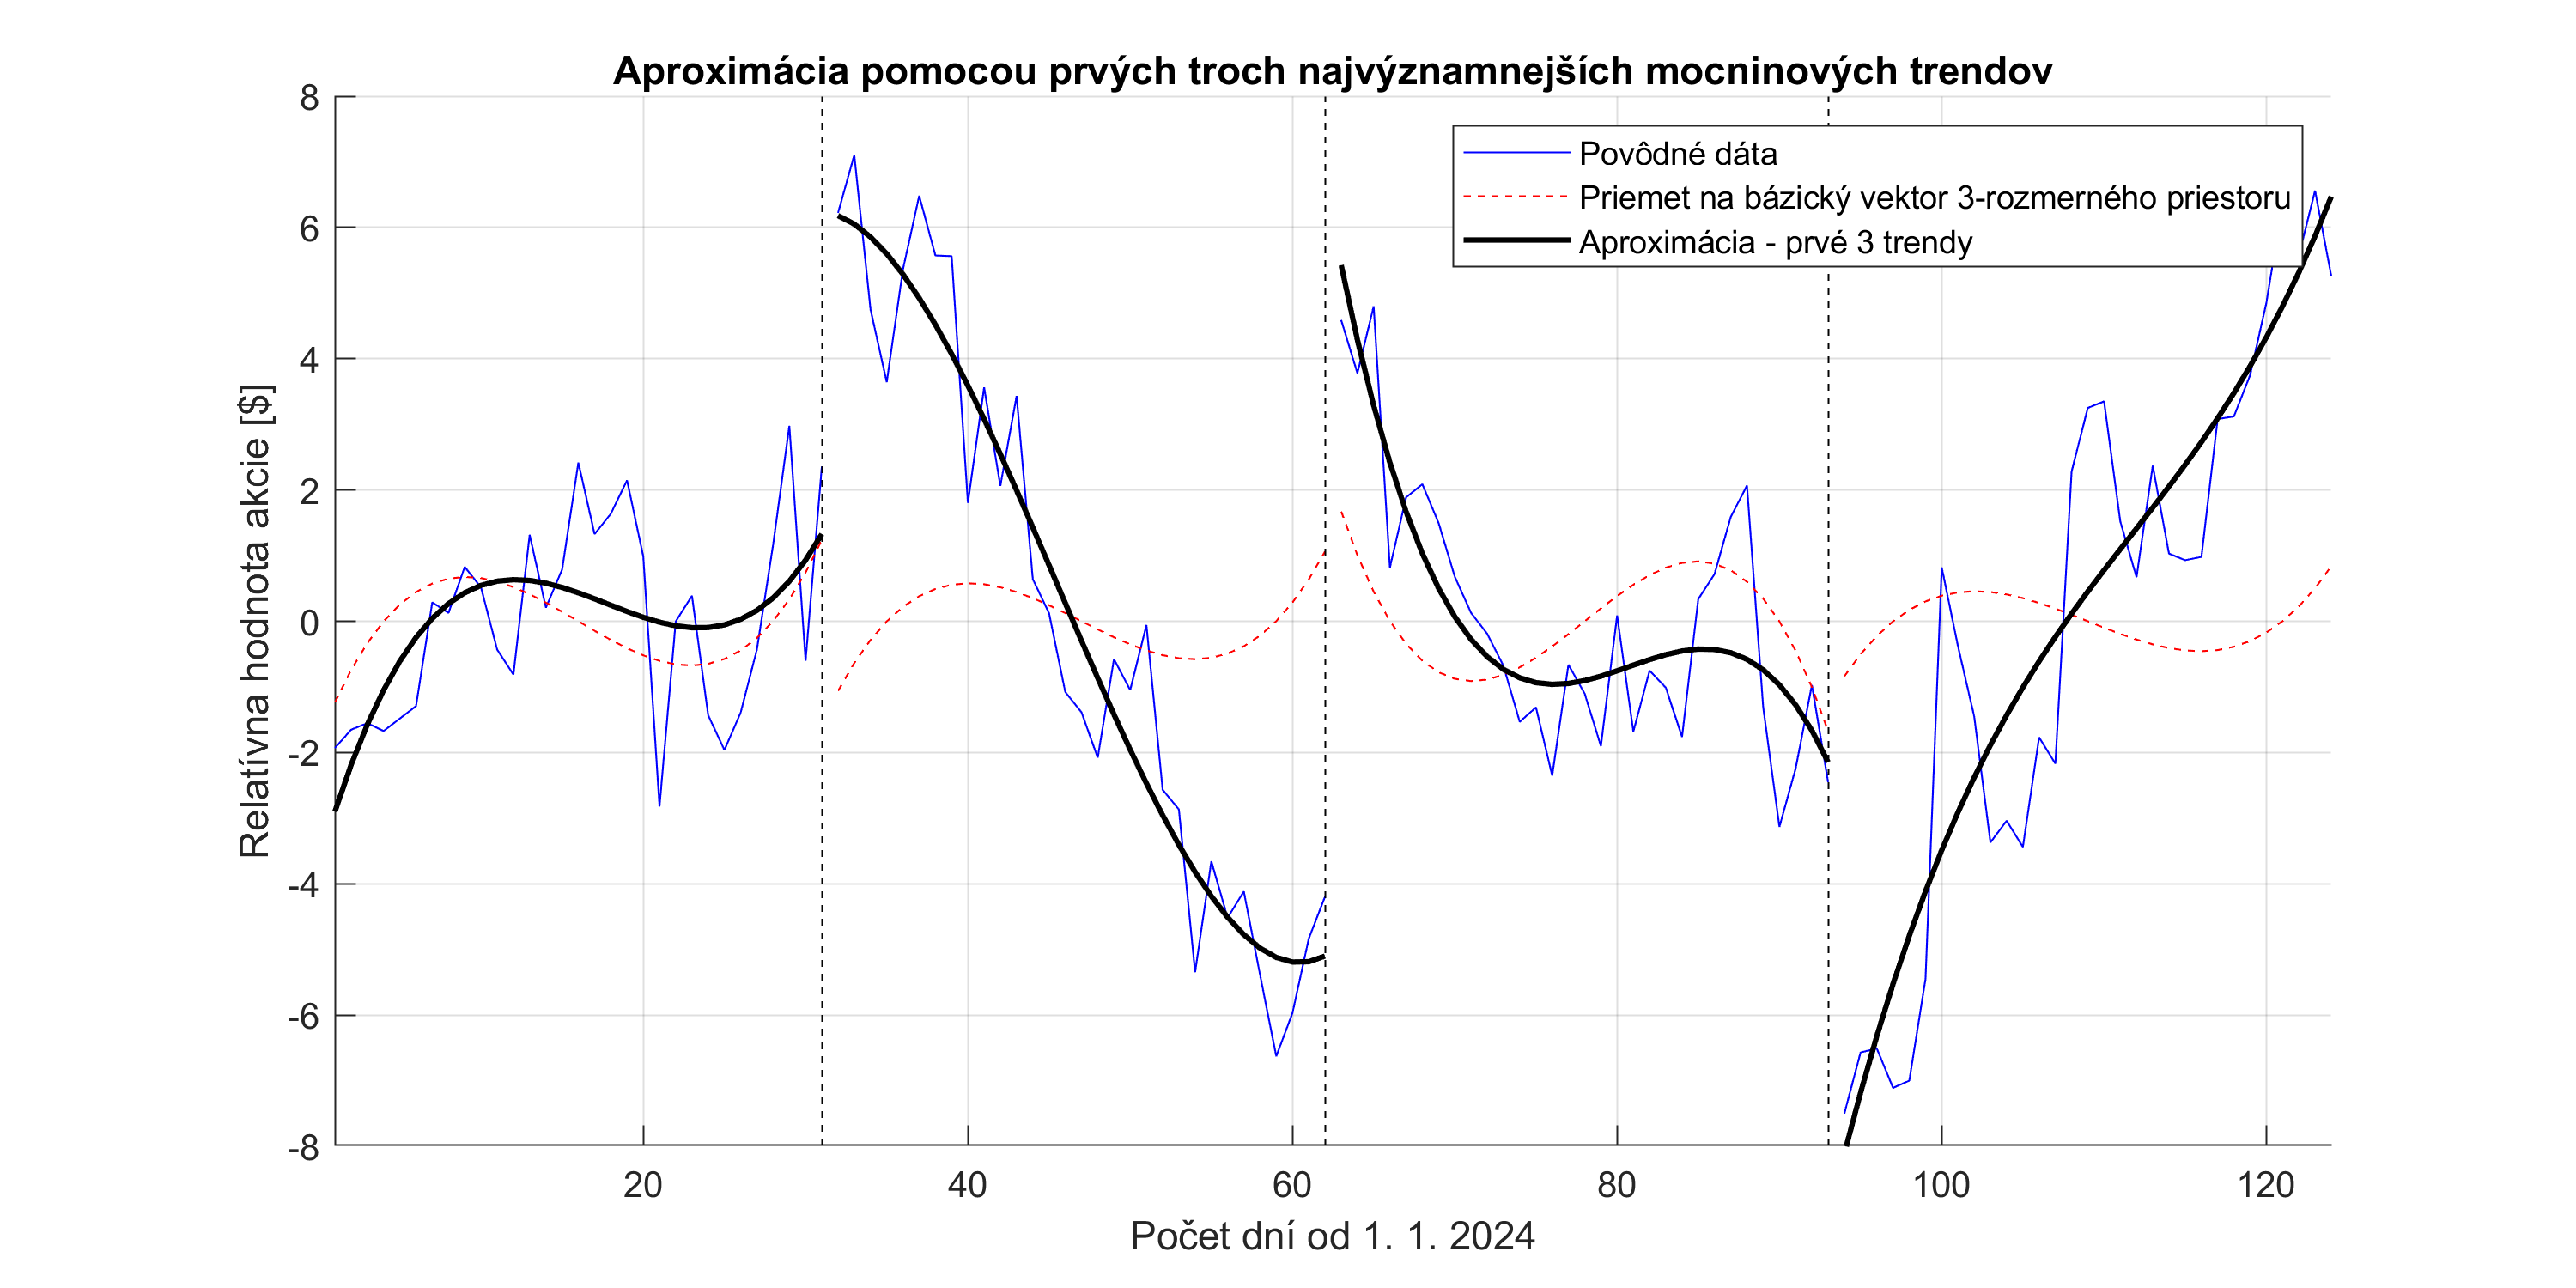 Aproximácia pomocou prvých troch najvýznamnejších mocninových trendov
8
6
4
2
0
-2
-4
-6
-8
Relatívna hodnota akcie [$]
Povôdné dáta
Priemet na bázický vektor 3-rozmerného priestoru
Aproximácia - prvé 3 trendy
20 40 60 80 100 120
Počet dní od 1. 1. 2024